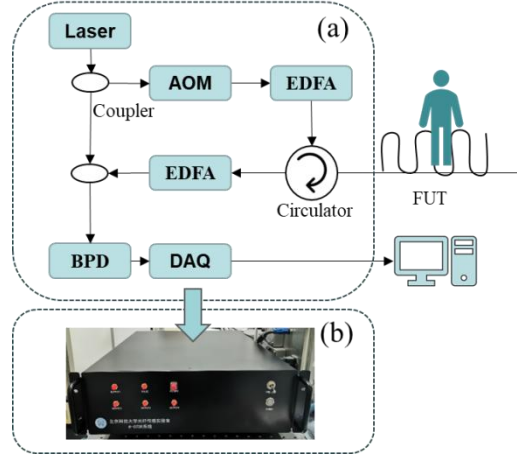 (a)
Laser
AOM
EDFA
Coupler
EDFA
Circulator
FUT
BPD
DAQ
(b)